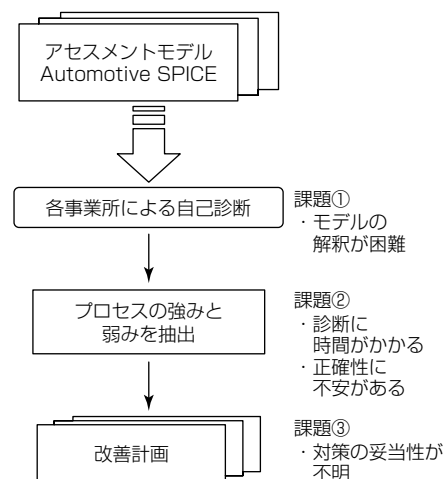 アセスメントモデル
Automotive SPICE
各事業所による自己診断
課題①
・モデルの
解釈が困難
プロセスの強みと
弱みを抽出
課題②
・診断に
時間がかかる
・正確性に
不安がある
改善計画
課題③
・対策の妥当性が
不明